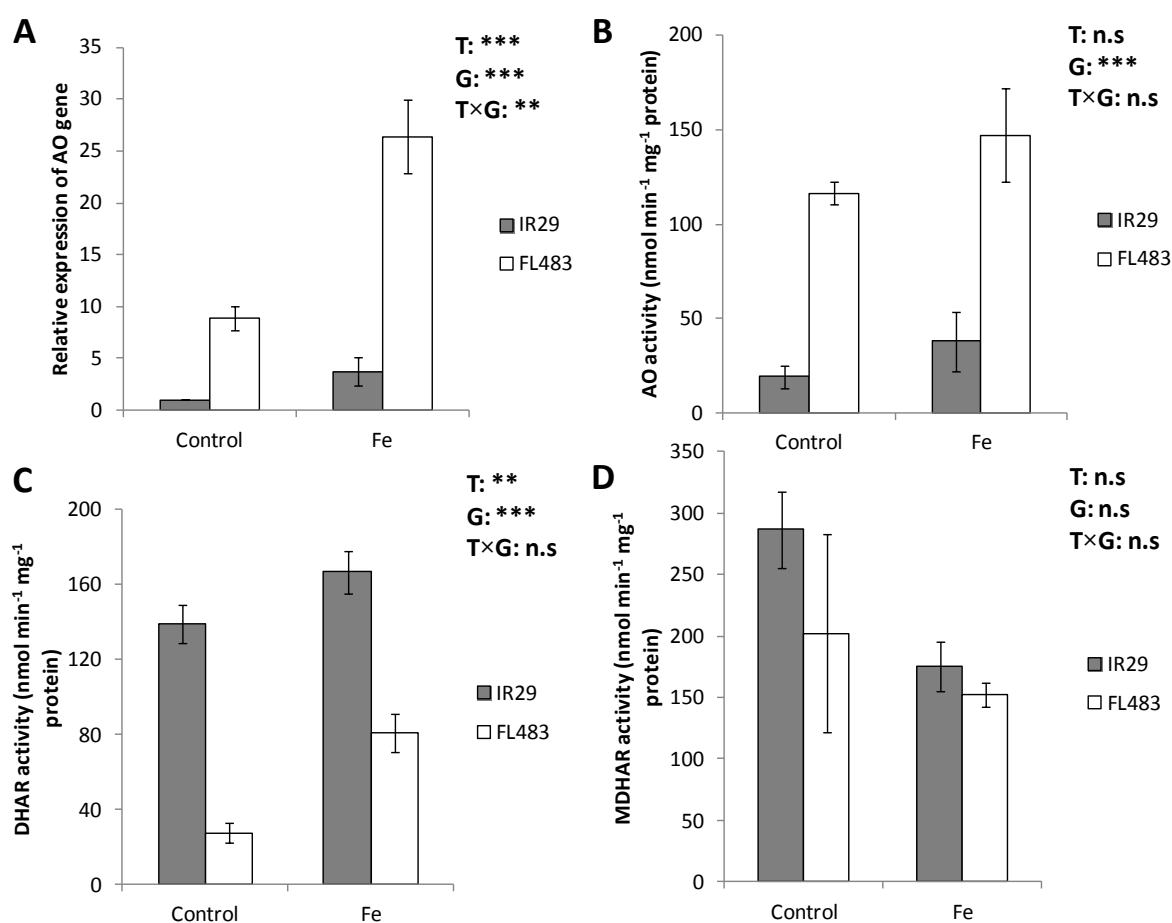 A
Relative expression of AO gene
35
30
25
20
15
10
5
0
Control
Fe
T: ***
G: ***
T×G: **
IR29
FL483
B
AO activity (nmol min⁻¹ mg⁻¹ protein)
200
150
100
50
0
Control
Fe
T: n.s
G: ***
T×G: n.s
IR29
FL483
C
DHAR activity (nmol min⁻¹ mg⁻¹
protein)
200
160
120
80
40
0
Control
Fe
T: **
G: ***
T×G: n.s
IR29
FL483
D
MDHAR activity (nmol min⁻¹ mg⁻¹
protein)
350
300
250
200
150
100
50
0
Control
Fe
T: n.s
G: n.s
T×G: n.s
IR29
FL483